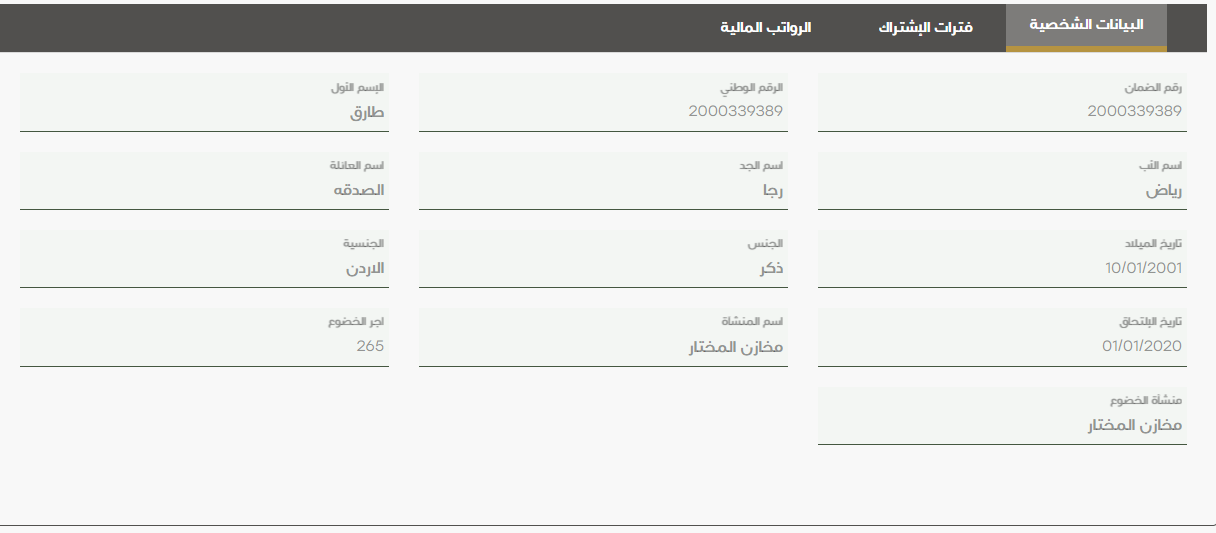 البيانات الشخصية
فترات الإشتراك
الرواتب المالية
رقم الضمان
2000339389
الرقم الوطني
2000339389
الإسم الأول
طارق
اسم الأب
رياض
اسم الجد
رجا
اسم العائلة
الصدقه
تاريخ الميلاد
10/01/2001
الجنس
ذكر
الجنسية
الاردن
تاريخ الإلتحاق
01/01/2020
اسم المنشأة
مخازن المختار
اجر الخضوع
265
منشأة الخضوع
مخازن المختار